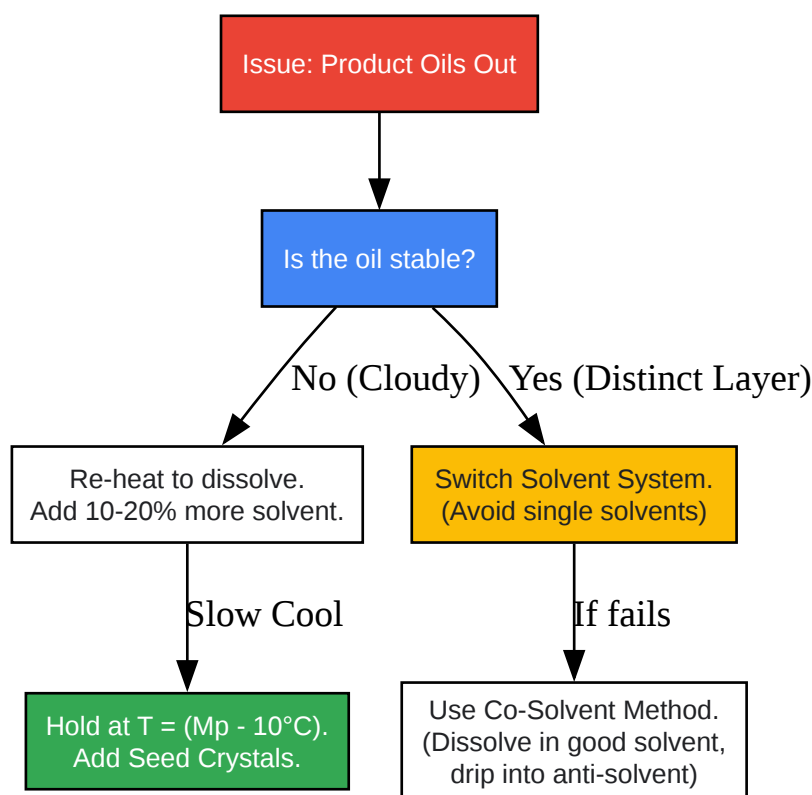 Issue: Product Oils Out
Is the oil stable?
No (Cloudy)
Yes (Distinct Layer)
Re-heat to dissolve.
Add 10-20% more solvent.
Switch Solvent System.
(Avoid single solvents)
Slow Cool
If fails
Hold at T = (Mp - 10°C).
Add Seed Crystals.
Use Co-Solvent Method.
(Dissolve in good solvent,
drip into anti-solvent)